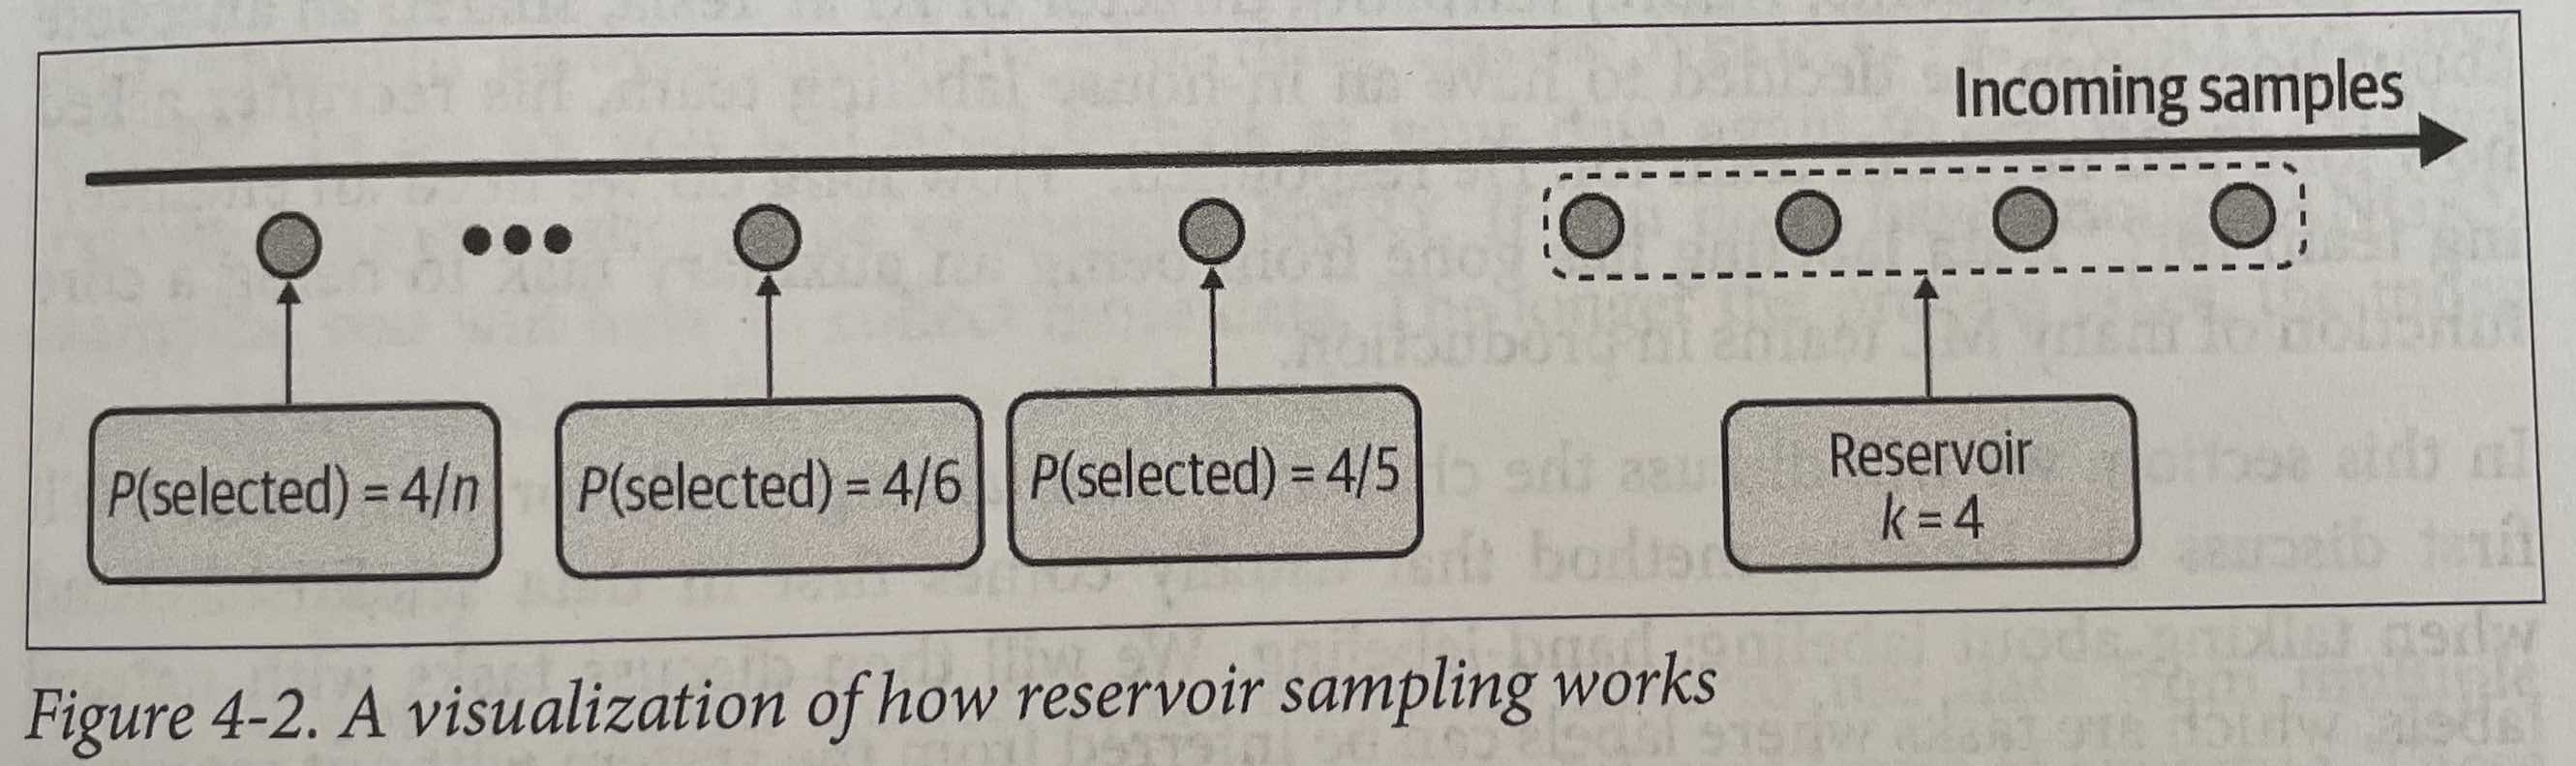 Incoming samples
P(selected) = 4/n
P(selected) = 4/6
P(selected) = 4/5
Reservoir
k = 4
Figure 4-2. A visualization of how reservoir sampling works